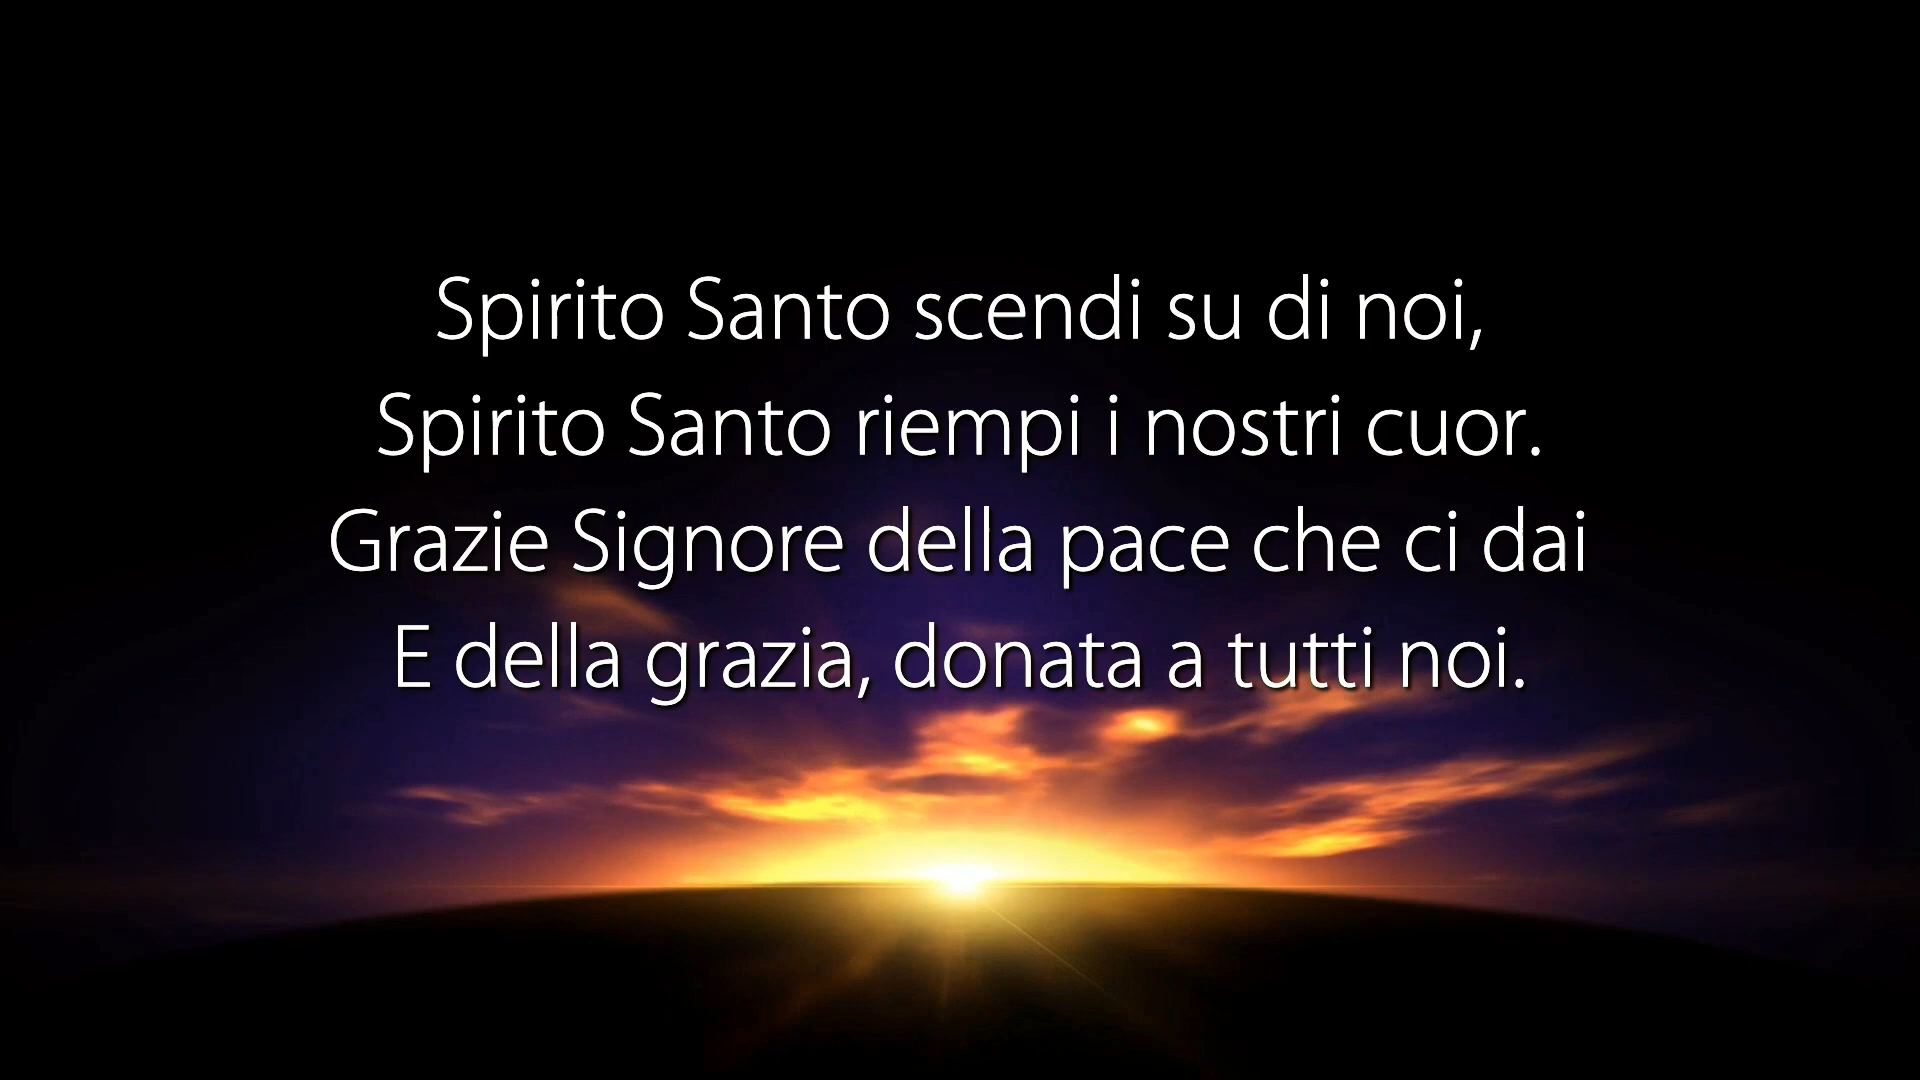 Spirito Santo scendi su di noi,
Spirito Santo riempi i nostri cuor.
Grazie Signore della pace che ci dai
E della grazia, donata a tutti noi.